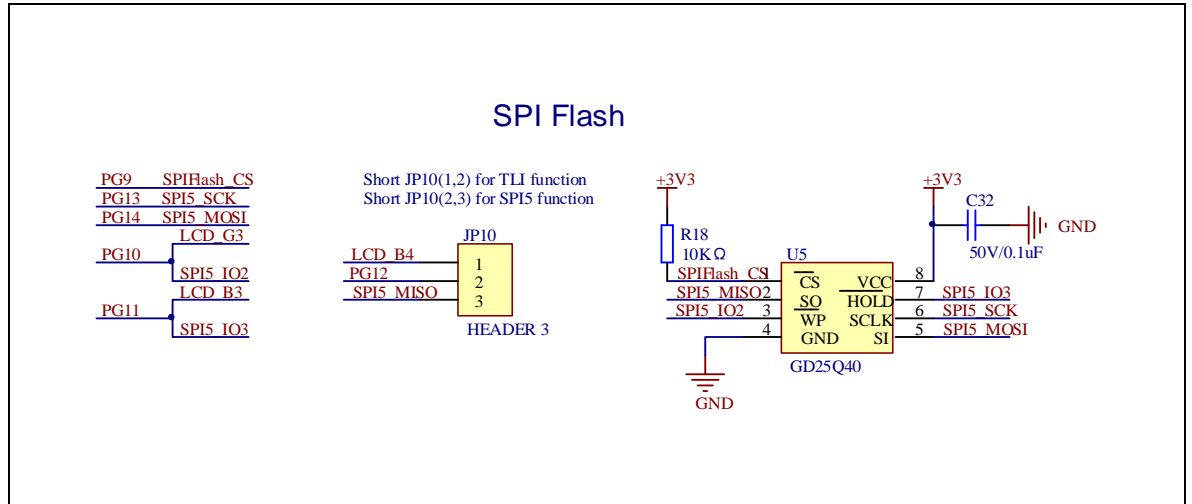 SPI Flash
PG9 SPIFlash_CS
PG13 SPI5_SCK
PG14 SPI5_MOSI
LCD_G3
PG10
SPI5_IO2
LCD_B3
PG11
SPI5_IO3
Short JP10(1,2) for TLI function
Short JP10(2,3) for SPI5 function
JP10
LCD_B4 1
PG12 2
SPI5_MISO 3
HEADER 3
+3V3
R18
10KΩ
+3V3
C32
GND
50V/0.1uF
U5
SPIFlash_CS 1 CS VCC 8
SPI5_MISO 2 SO HOLD 7 SPI5_IO3
SPI5_IO2 3 WP SCLK 6 SPI5_SCK
4 GND SI 5 SPI5_MOSI
GD25Q40
GND